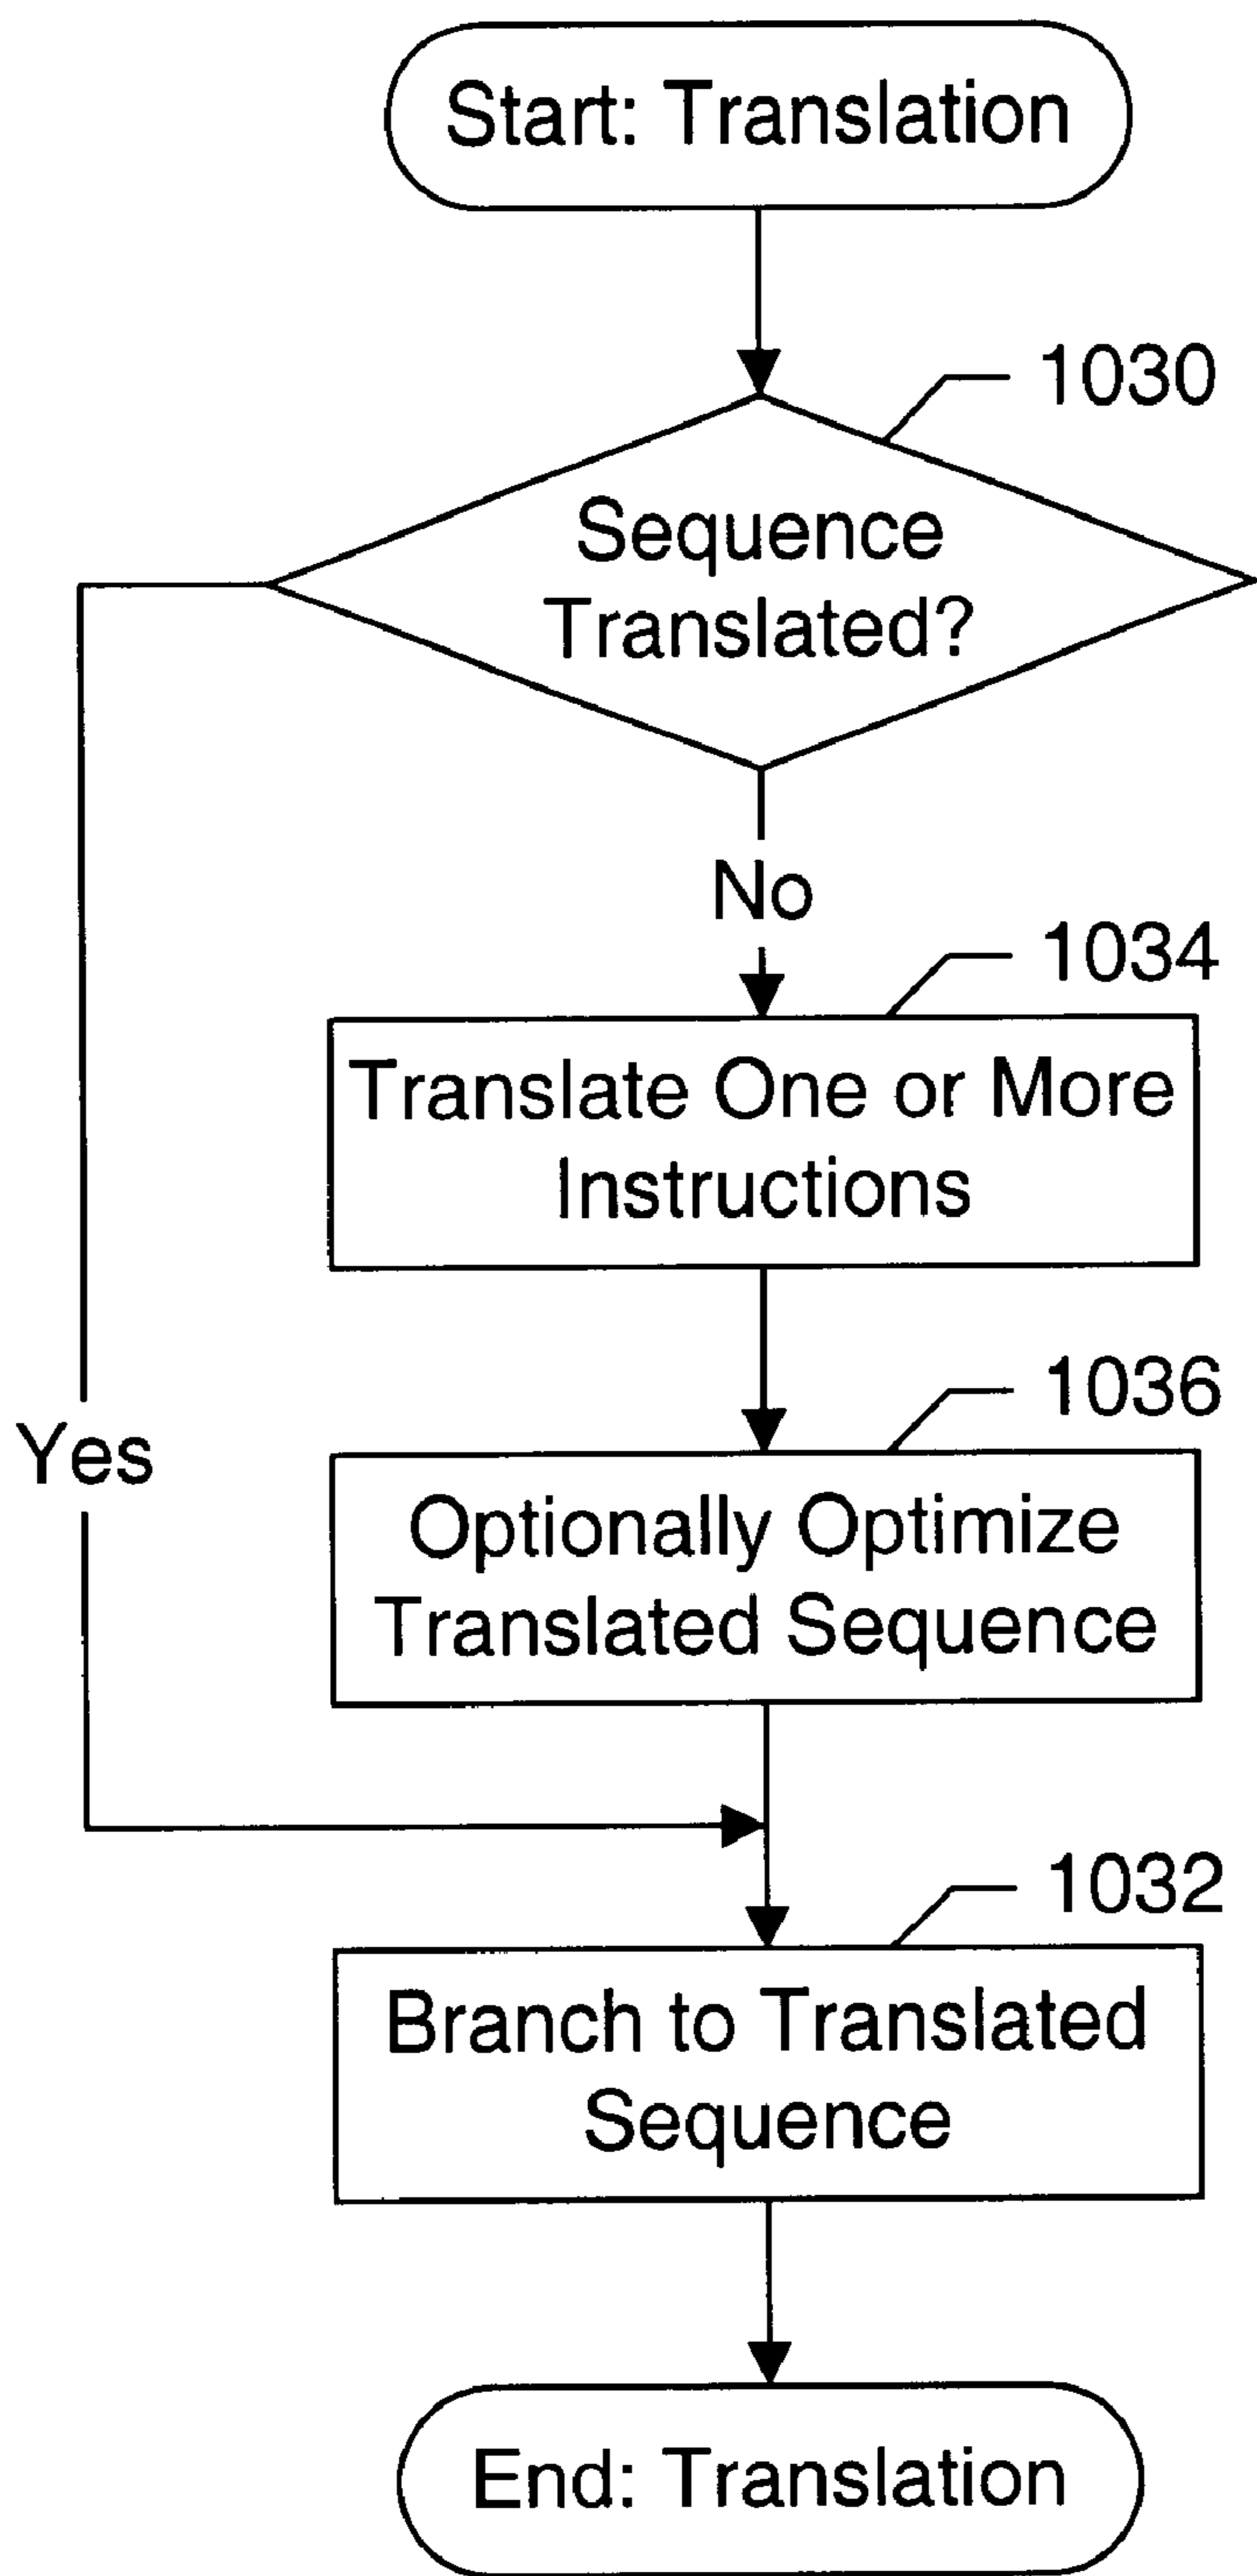 Start: Translation
1030
Sequence
Translated?
No
1034
Translate One or More
Instructions
1036
Yes
Optionally Optimize
Translated Sequence
1032
Branch to Translated
Sequence
End: Translation